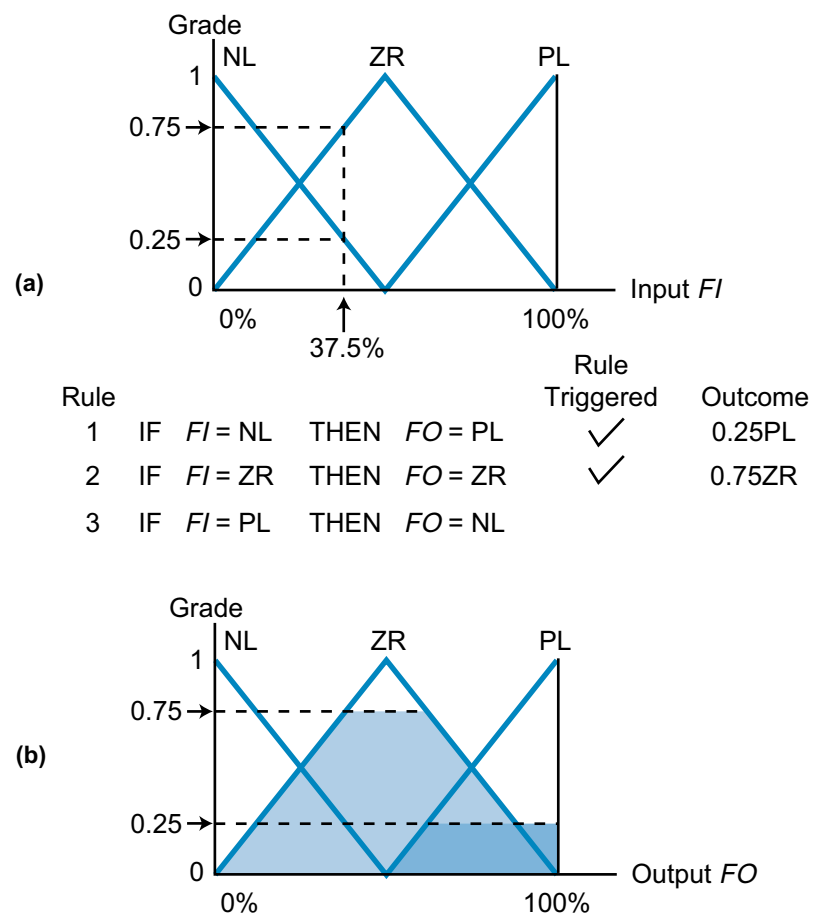 Grade
NL ZR PL
1
0.75
0.25
0
(a)
Input FI
0% 100%
37.5%
Rule
Rule Triggered Outcome
1 IF FI = NL THEN FO = PL ✓ 0.25PL
2 IF FI = ZR THEN FO = ZR ✓ 0.75ZR
3 IF FI = PL THEN FO = NL
Grade
NL ZR PL
1
0.75
(b)
0.25
0
Output FO
0% 100%